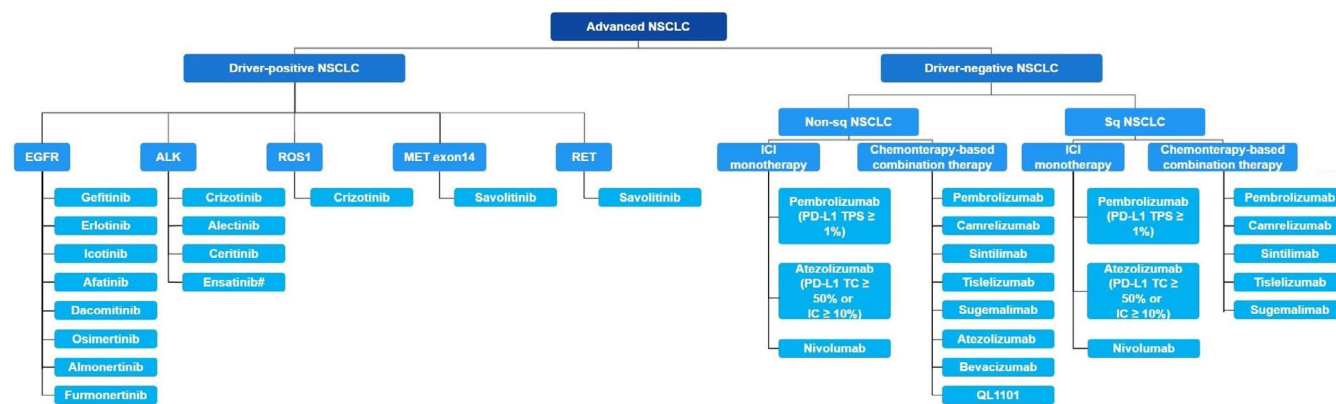 Advanced NSCLC
Driver-positive NSCLC
Driver-negative NSCLC
Non-sq NSCLC
Sq NSCLC
EGFR
ALK
ROS1
MET exon14
RET
ICI
monotherapy
Chemonterapy-based
combination therapy
ICI
monotherapy
Chemonterapy-based
combination therapy
Gefitinib
Erlotinib
Icotinib
Afatinib
Dacomitinib
Osimertinib
Almonertinib
Furmonertinib
Crizotinib
Alectinib
Ceritinib
Ensatinib#
Crizotinib
Savolitinib
Savolitinib
Pembrolizumab
(PD-L1 TPS ≥
1%)
Atezolizumab
(PD-L1 TC ≥
50% or
IC ≥ 10%)
Nivolumab
Pembrolizumab
Camrelizumab
Sintilimab
Tislelizumab
Sugemalimab
Atezolizumab
Bevacizumab
QL1101
Pembrolizumab
(PD-L1 TPS ≥
1%)
Atezolizumab
(PD-L1 TC ≥
50% or
IC ≥ 10%)
Nivolumab
Pembrolizumab
Camrelizumab
Sintilimab
Tislelizumab
Sugemalimab